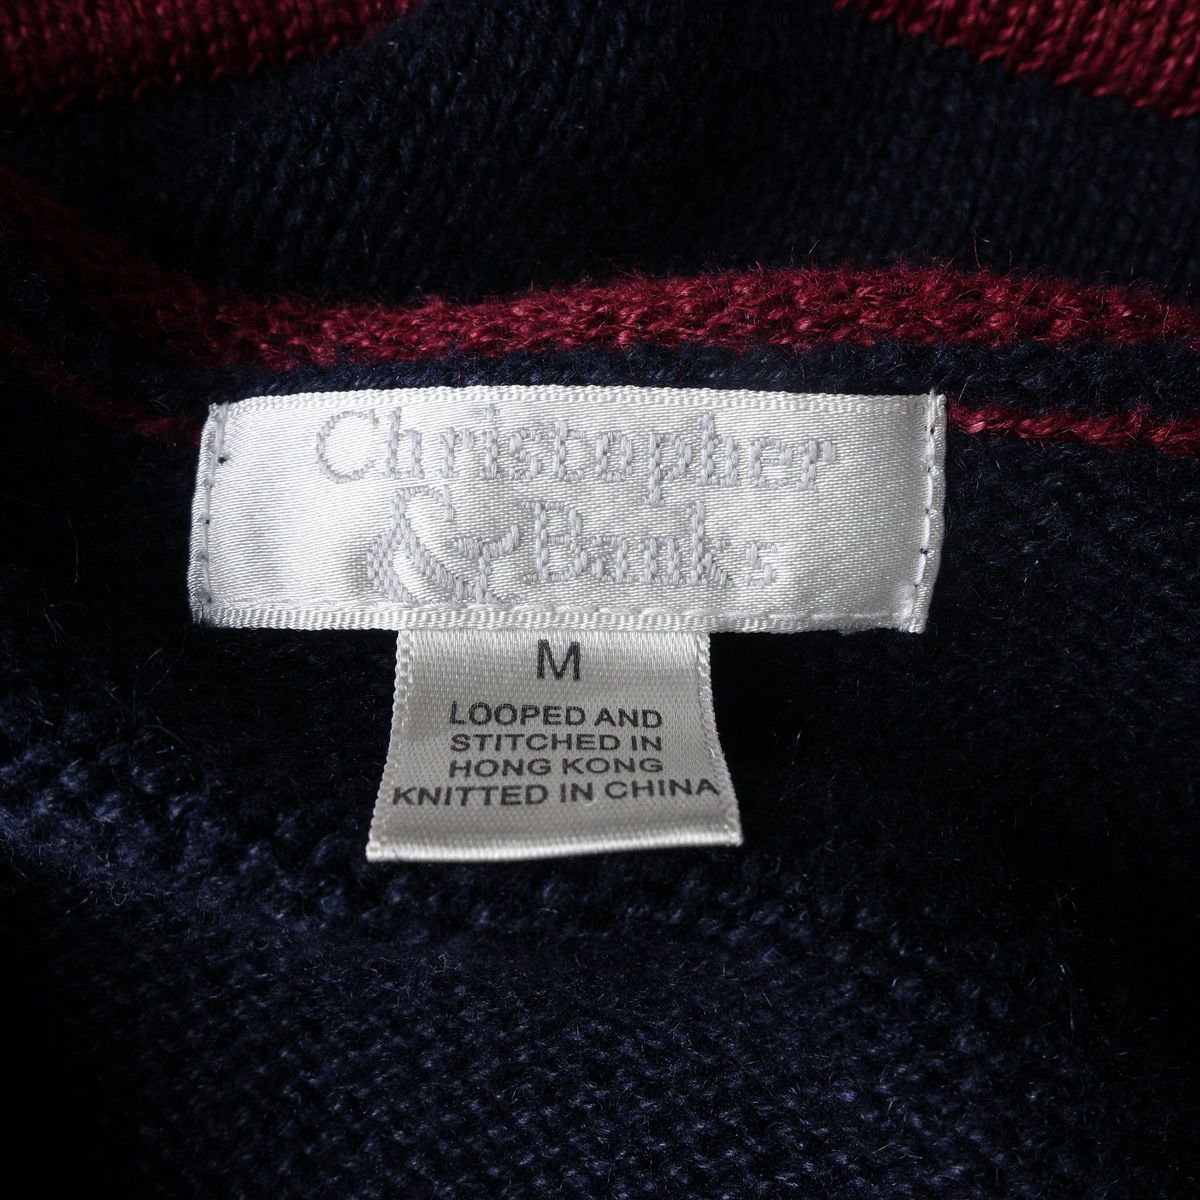 Christopher
& Banks
M
LOOPED AND
STITCHED IN
HONG KONG
KNITTED IN CHINA